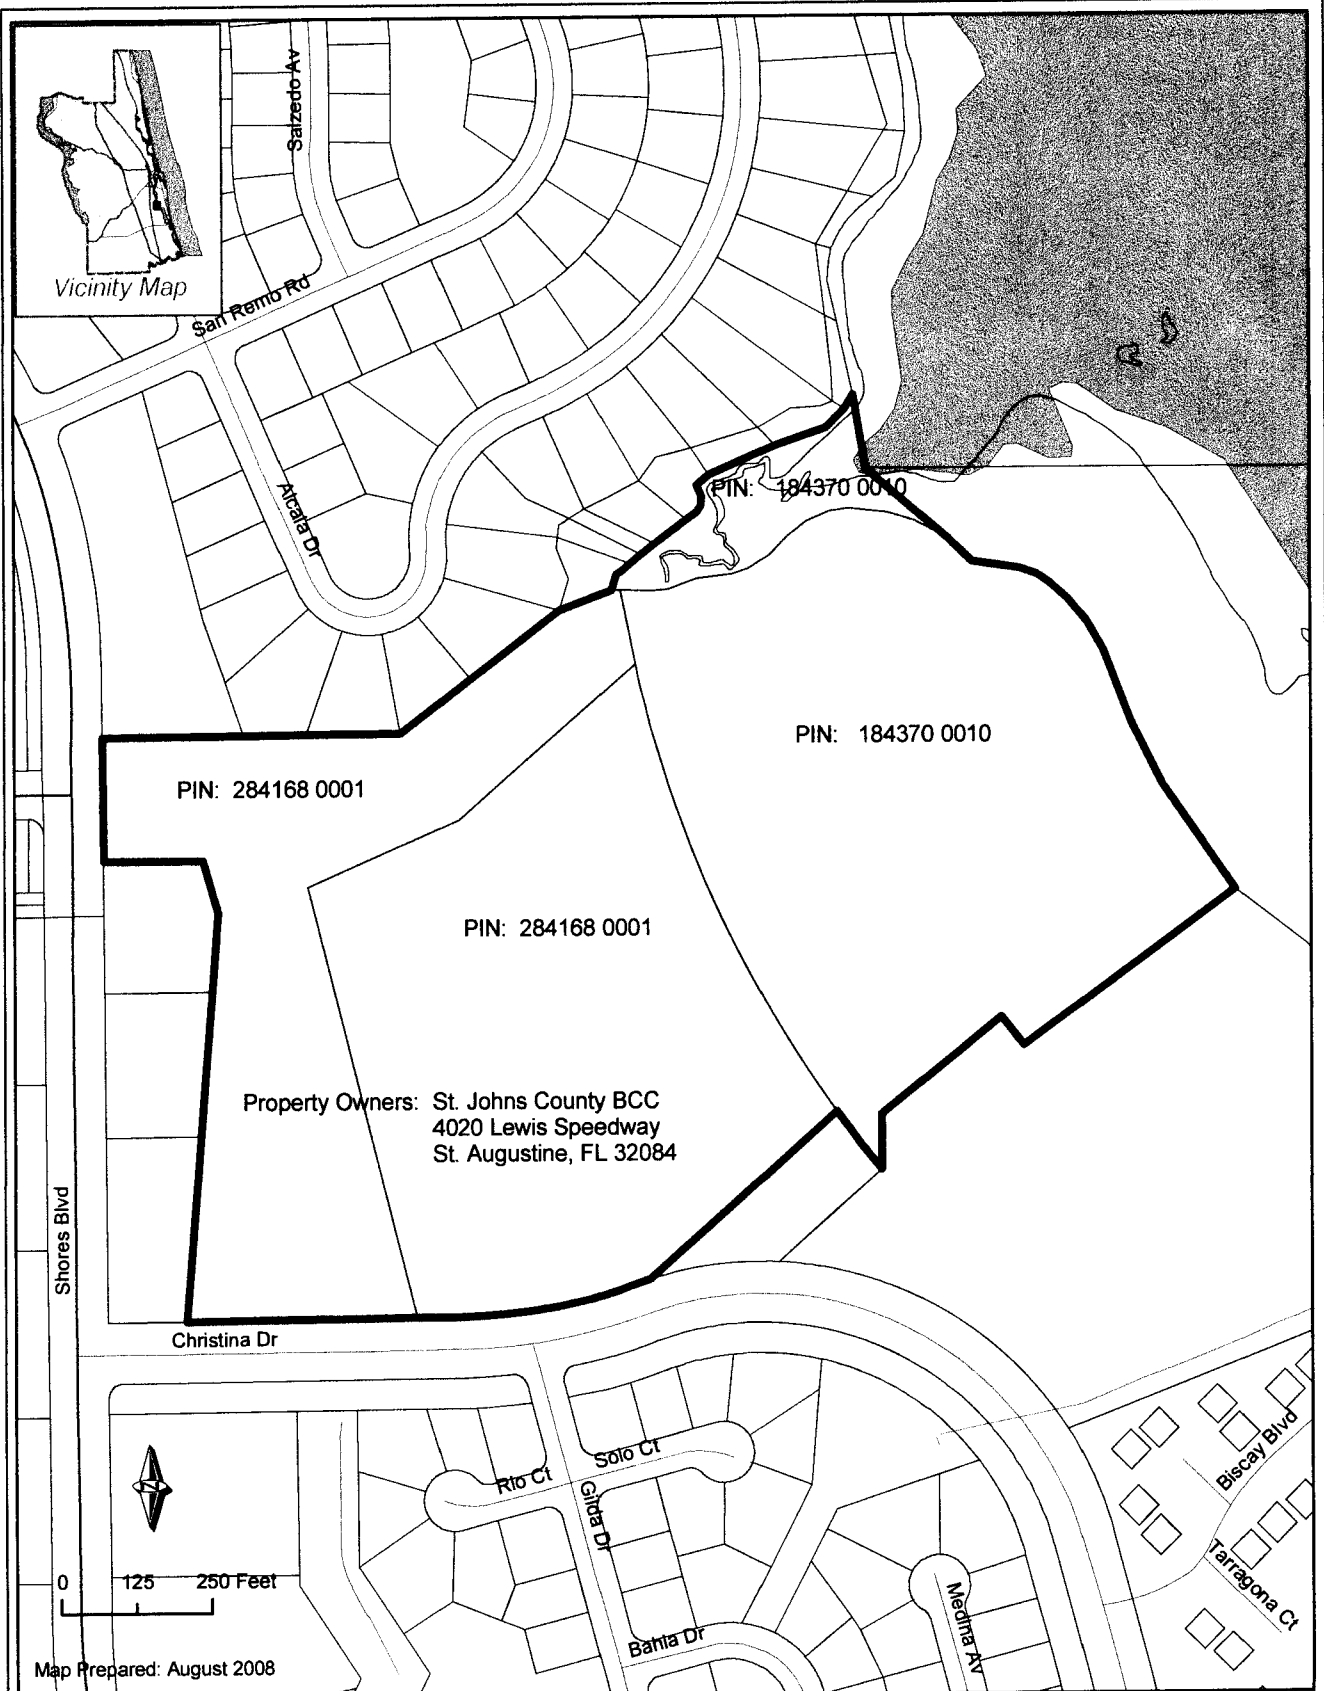 Salzedo Av
Vicinity Map
San Remo Rd
Alcala Dr
PIN: 184370 0010
PIN: 184370 0010
PIN: 284168 0001
PIN: 284168 0001
Property Owners: St. Johns County BCC
4020 Lewis Speedway
St. Augustine, FL 32084
Shores Blvd
Christina Dr
Rio Ct
Solo Ct
Gilda Dr
Biscay Blvd
Tarragona Ct
Medina Av
Bahia Dr
N
0 125 250 Feet
Map Prepared: August 2008